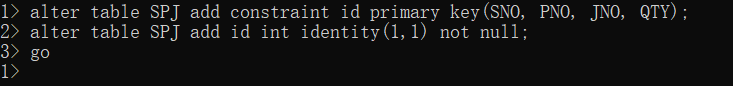 1> alter table SPJ add constraint id primary key(SNO, PNO, JNO, QTY);
2> alter table SPJ add id int identity(1,1) not null;
3> go
1>